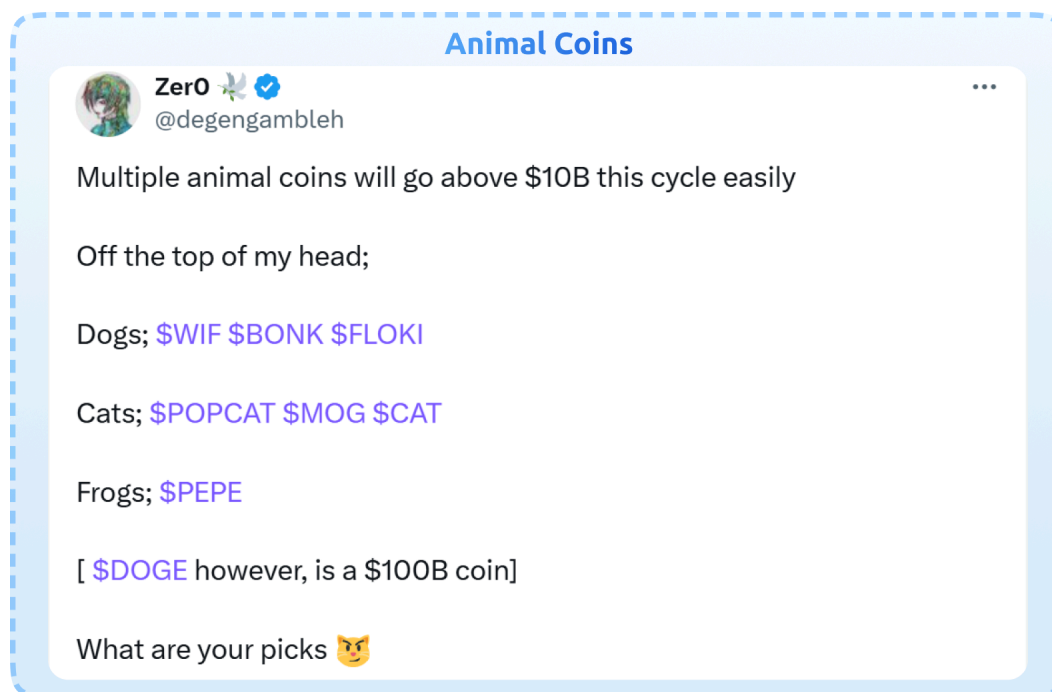 Animal Coins
Zer0 🕊️
@degengambleh
Multiple animal coins will go above $10B this cycle easily
Off the top of my head;
Dogs; $WIF $BONK $FLOKI
Cats; $POPCAT $MOG $CAT
Frogs; $PEPE
[ $DOGE however, is a $100B coin]
What are your picks 😼